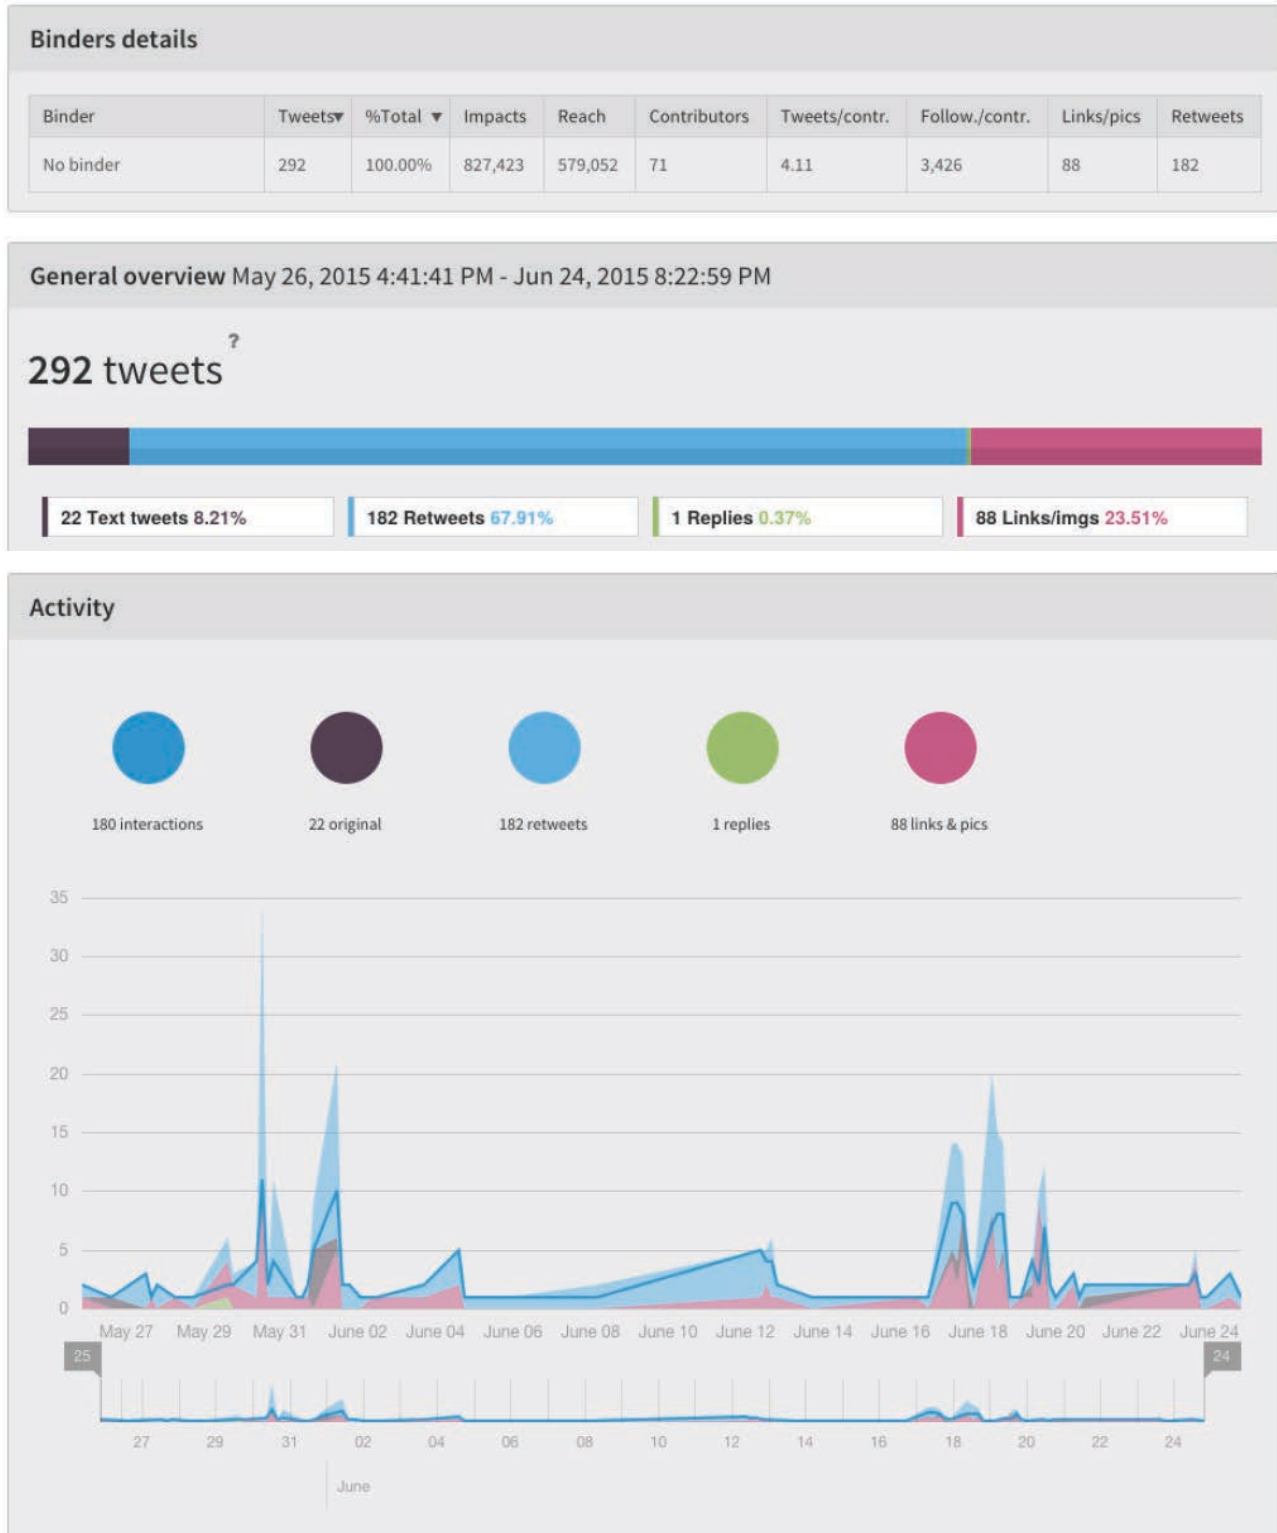 Binders details
Binder Tweets▼ %Total ▼ Impacts Reach Contributors Tweets/contr. Follow./contr. Links/pics Retweets
No binder 292 100.00% 827,423 579,052 71 4.11 3,426 88 182
General overview May 26, 2015 4:41:41 PM - Jun 24, 2015 8:22:59 PM
292 tweets ?
22 Text tweets 8.21% 182 Retweets 67.91% 1 Replies 0.37% 88 Links/imgs 23.51%
Activity
180 interactions 22 original 182 retweets 1 replies 88 links & pics
35
30
25
20
15
10
5
0
May 27 May 29 May 31 June 02 June 04 June 06 June 08 June 10 June 12 June 14 June 16 June 18 June 20 June 22 June 24
25 24
27 29 31 02 04 06 08 10 12 14 16 18 20 22 24
June